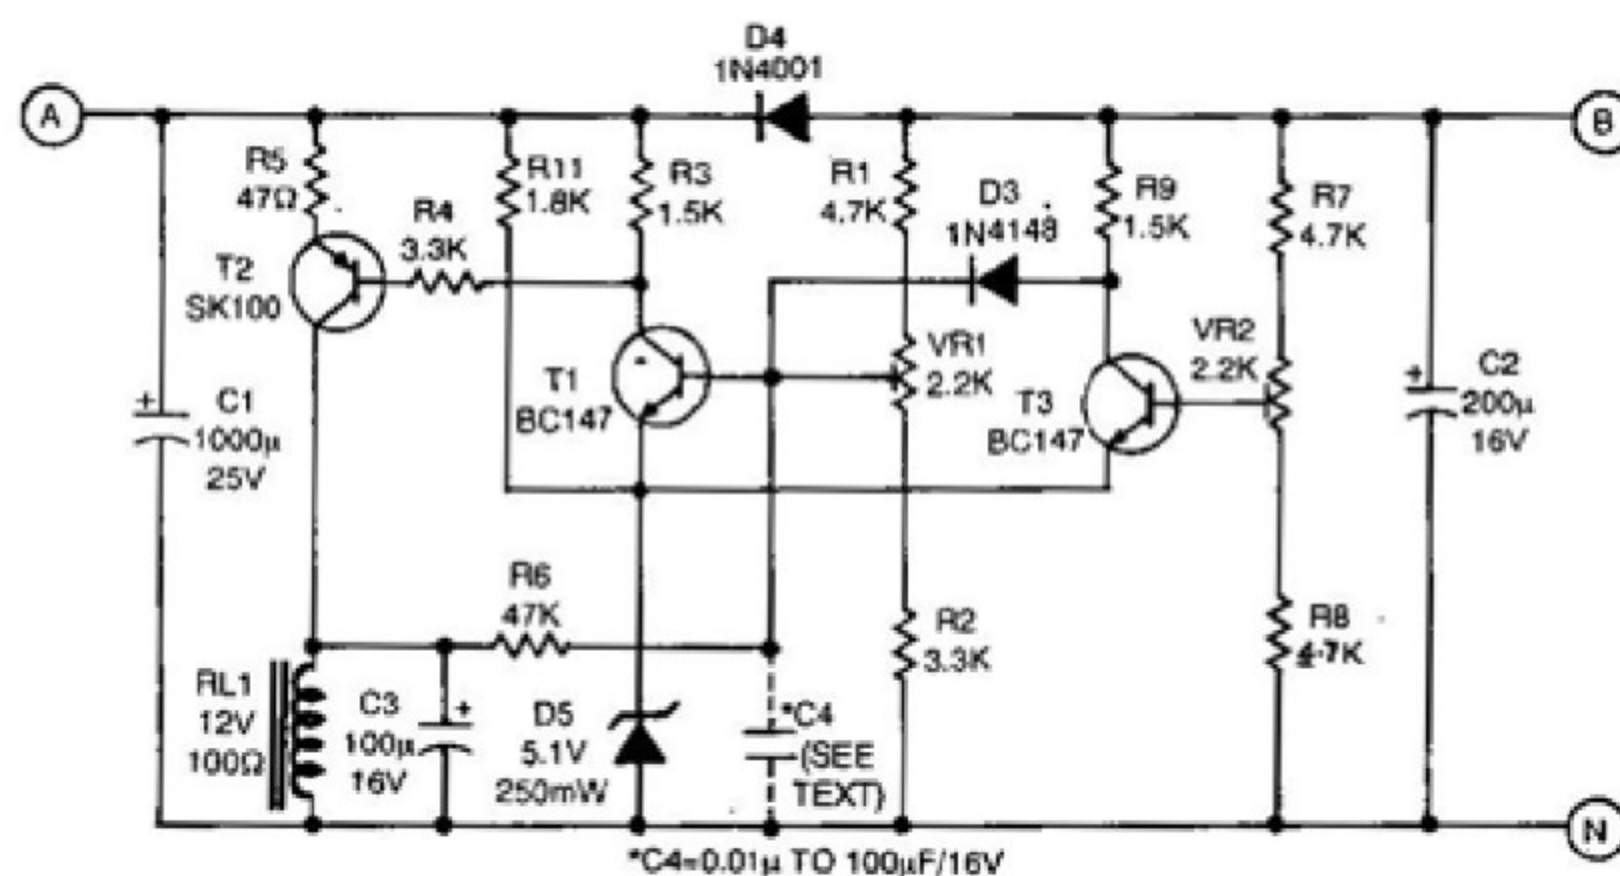 D4
1N4001
A
B
R5
47Ω
R4
3.3K
R11
1.8K
R3
1.5K
R1
4.7K
D3
1N4148
R9
1.5K
R7
4.7K
T2
SK100
T1
BC147
VR1
2.2K
T3
BC147
VR2
2.2K
C2
200µ
16V
C1
1000µ
25V
R6
47K
R2
3.3K
R8
4.7K
RL1
12V
100Ω
C3
100µ
16V
D5
5.1V
250mW
*C4
(SEE
TEXT)
N
*C4=0.01µ TO 100µF/16V